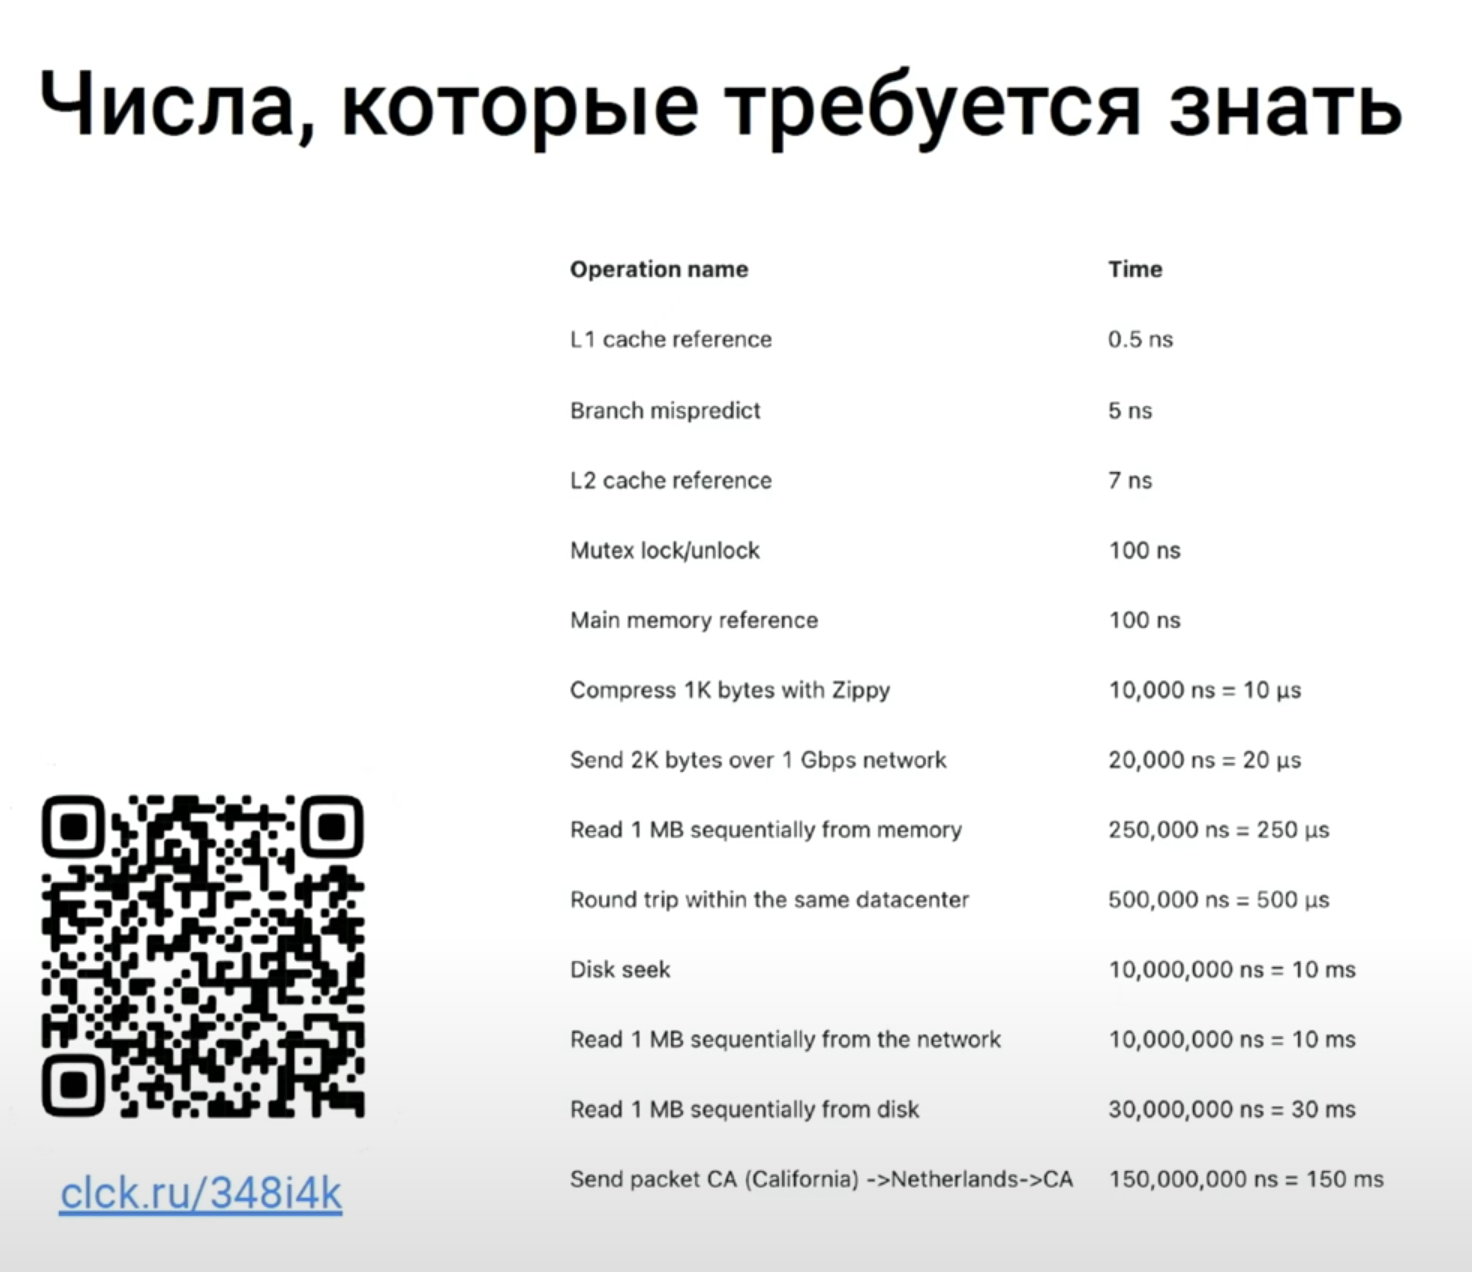 Числа, которые требуется знать
Operation name Time
L1 cache reference 0.5 ns
Branch mispredict 5 ns
L2 cache reference 7 ns
Mutex lock/unlock 100 ns
Main memory reference 100 ns
Compress 1K bytes with Zippy 10,000 ns = 10 µs
Send 2K bytes over 1 Gbps network 20,000 ns = 20 µs
Read 1 MB sequentially from memory 250,000 ns = 250 µs
Round trip within the same datacenter 500,000 ns = 500 µs
Disk seek 10,000,000 ns = 10 ms
Read 1 MB sequentially from the network 10,000,000 ns = 10 ms
Read 1 MB sequentially from disk 30,000,000 ns = 30 ms
Send packet CA (California) ->Netherlands->CA 150,000,000 ns = 150 ms
clck.ru/348i4k